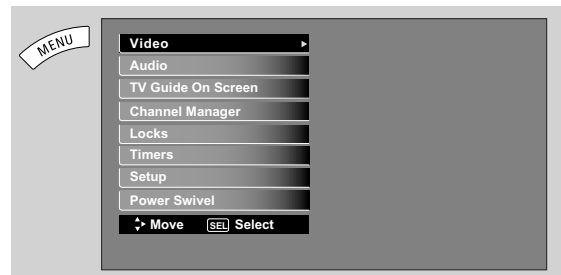 MENU
Video
Audio
TV Guide On Screen
Channel Manager
Locks
Timers
Setup
Power Swivel
Move SEL Select